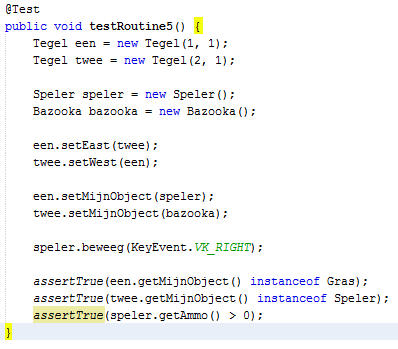 @Test
public void testRoutine5() {
Tegel een = new Tegel(1, 1);
Tegel twee = new Tegel(2, 1);
Speler speler = new Speler();
Bazooka bazooka = new Bazooka();
een.setEast(twee);
twee.setWest(een);
een.setMijnObject(speler);
twee.setMijnObject(bazooka);
speler.beweeg(KeyEvent.VK_RIGHT);
assertTrue(een.getMijnObject() instanceof Gras);
assertTrue(twee.getMijnObject() instanceof Speler);
assertTrue(speler.getAmmo() > 0);
}